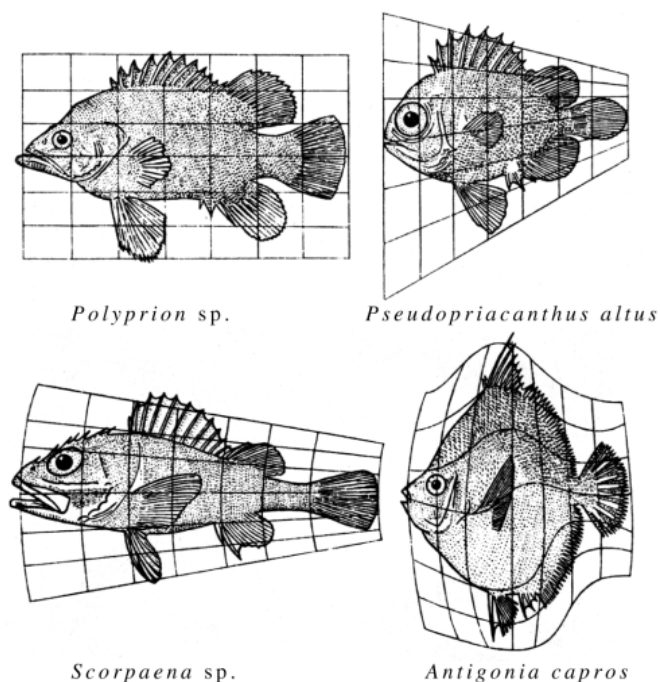 Polyprion sp.
Pseudopriacanthus altus
Scorpaena sp.
Antigonia capros